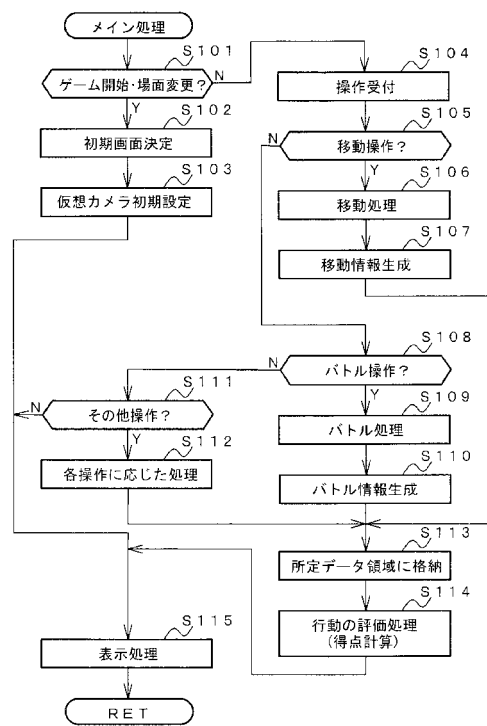 メイン処理
S101
ゲーム開始・場面変更?
N
Y
S102
初期画面決定
S103
仮想カメラ初期設定
S104
操作受付
S105
移動操作?
N
Y
S106
移動処理
S107
移動情報生成
S108
バトル操作?
N
Y
S109
バトル処理
S110
バトル情報生成
S111
その他操作?
N
Y
S112
各操作に応じた処理
S113
所定データ領域に格納
S114
行動の評価処理
(得点計算)
S115
表示処理
RET